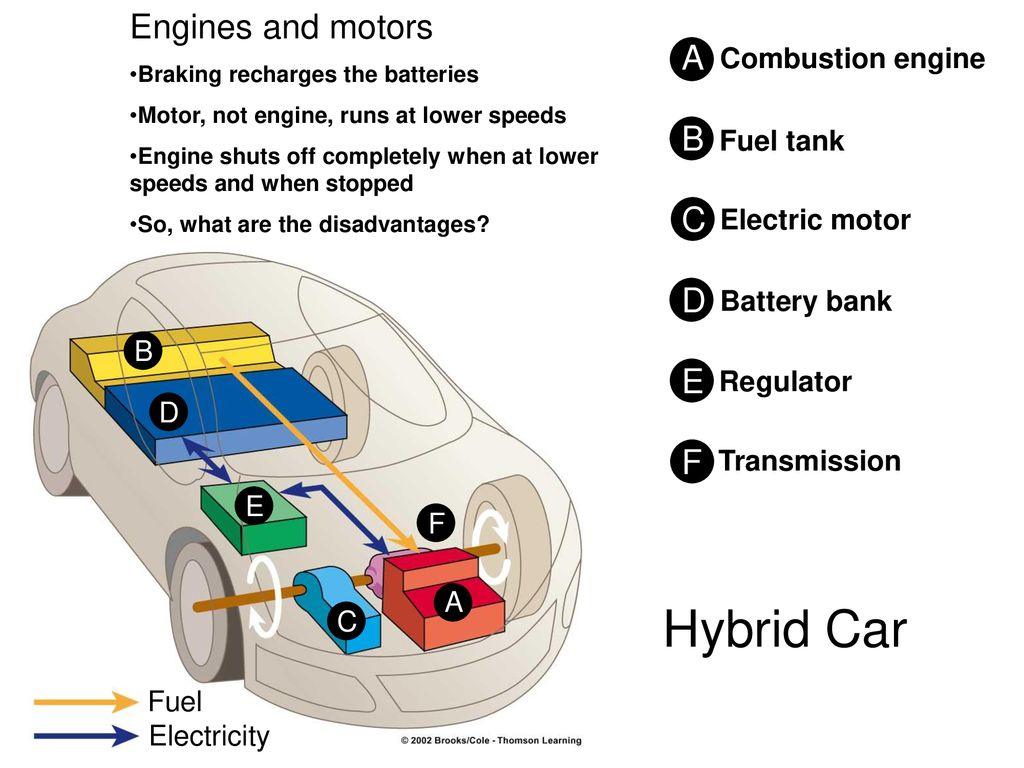 Engines and motors
•Braking recharges the batteries
•Motor, not engine, runs at lower speeds
•Engine shuts off completely when at lower
speeds and when stopped
•So, what are the disadvantages?
A Combustion engine
B Fuel tank
C Electric motor
D Battery bank
E Regulator
F Transmission
B
D
E
F
A
C
Hybrid Car
Fuel
Electricity
© 2002 Brooks/Cole - Thomson Learning